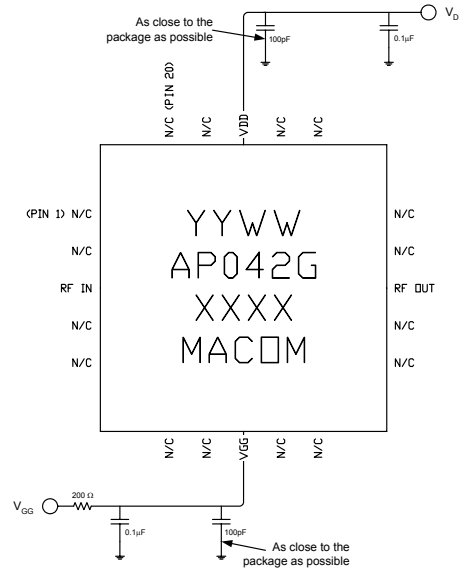 As close to the
package as possible
100pF
0.1µF
V_D
N/C (PIN 20)
N/C
VDD
N/C
N/C
(PIN 1) N/C
N/C
RF IN
N/C
N/C
YYWW
AP042G
XXXX
MACOM
N/C
N/C
RF OUT
N/C
N/C
N/C
N/C
VGG
N/C
N/C
V_GG
200 Ω
0.1µF
100pF
As close to the
package as possible